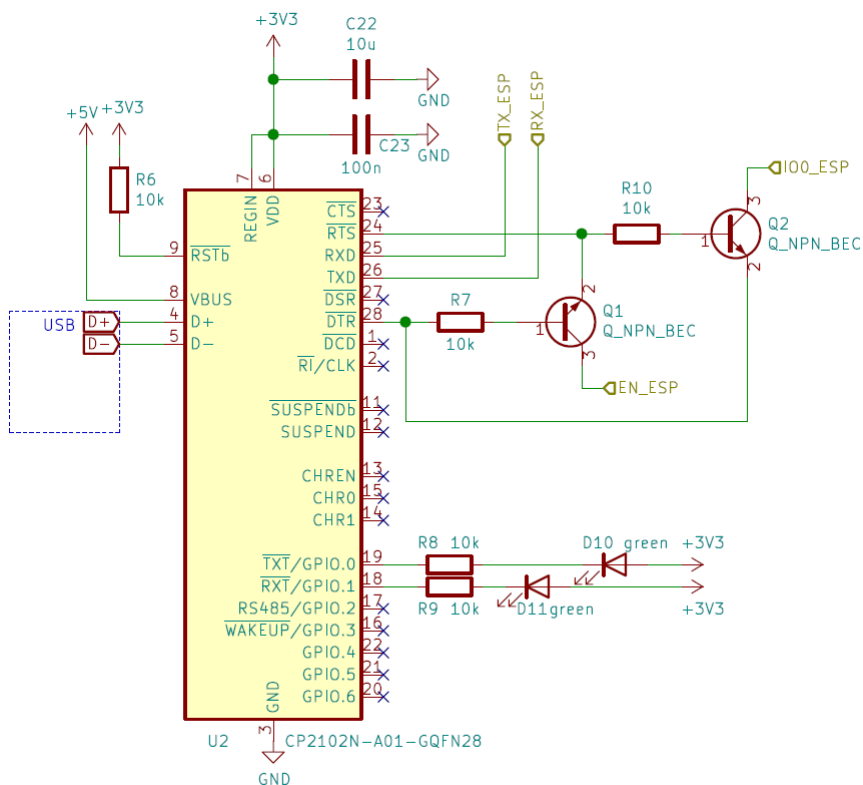 +3V3
C22
10u
GND
C23
100n
GND
+5V
+3V3
R6
10k
TX_ESP
RX_ESP
IO0_ESP
R10
10k
Q2
Q_NPN_BEC
1
2
3
R7
10k
Q1
Q_NPN_BEC
1
2
3
EN_ESP
7
6
REGIN
VDD
9 RSTb
8 VBUS
USB
D+ 4 D+
D- 5 D-
CTS 23
RTS 24
RXD 25
TXD 26
DSR 27
DTR 28
DCD 1
RI/CLK 2
SUSPENDb 11
SUSPEND 12
CHREN 13
CHR0 15
CHR1 14
TXT/GPIO.0 19
RXT/GPIO.1 18
RS485/GPIO.2 17
WAKEUP/GPIO.3 16
GPIO.4 22
GPIO.5 21
GPIO.6 20
R8 10k
D10 green
+3V3
R9 10k
D11green
+3V3
GND
3
U2
CP2102N-A01-GQFN28
GND